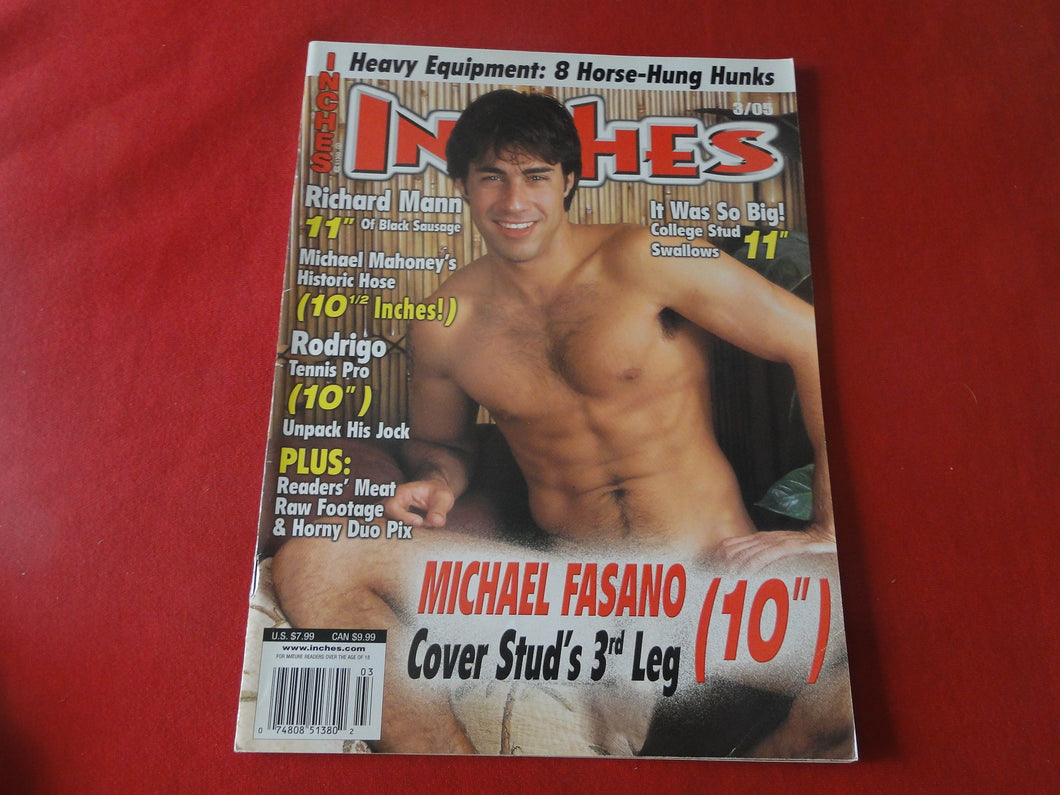 Heavy Equipment: 8 Horse-Hung Hunks
INCHES
INCHES
3/05
Richard Mann
11" Of Black Sausage
Michael Mahoney's
Historic Hose
(10 1/2 Inches!)
Rodrigo
Tennis Pro
(10")
Unpack His Jock
PLUS:
Readers' Meat
Raw Footage
& Horny Duo Pix
It Was So Big!
College Stud
Swallows 11"
MICHAEL FASANO
Cover Stud's 3rd Leg
(10")
U.S. $7.99 CAN $9.99
www.inches.com
FOR MATURE READERS OVER THE AGE OF 18
03
0 74808 51380 2